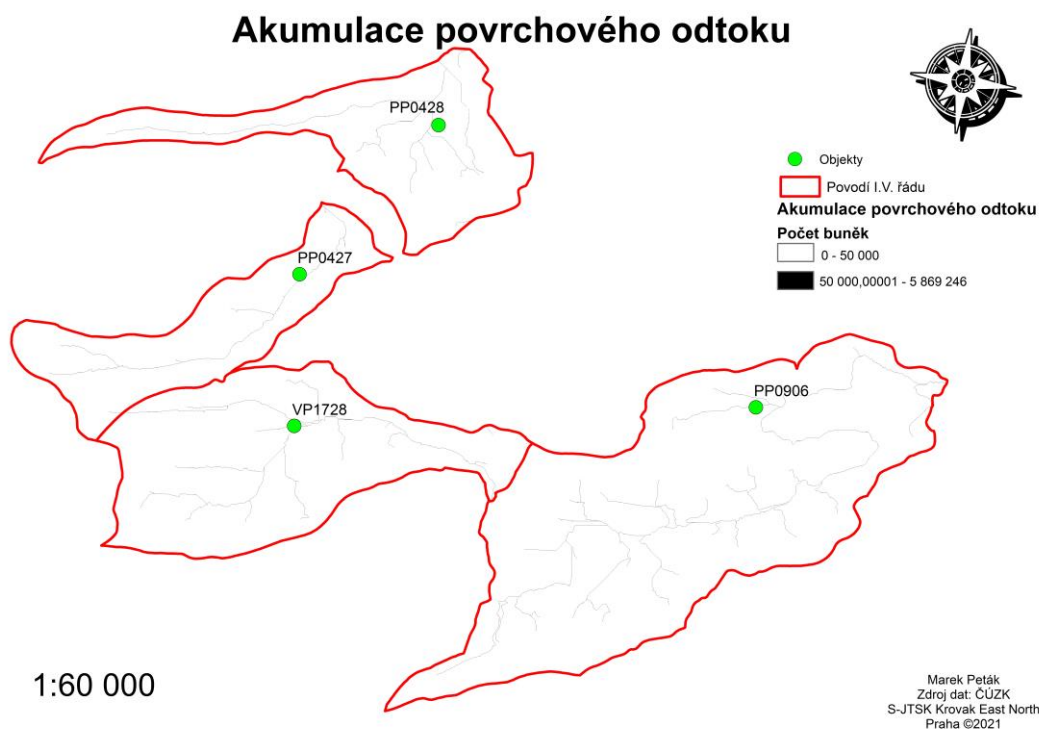 Akumulace povrchového odtoku
PP0428
Objekty
Povodí I.V. řádu
Akumulace povrchového odtoku
Počet buněk
0 - 50 000
50 000,00001 - 5 869 246
PP0427
PP0906
VP1728
1:60 000
Marek Peták
Zdroj dat: ČÚZK
S-JTSK Krovak East North
Praha ©2021